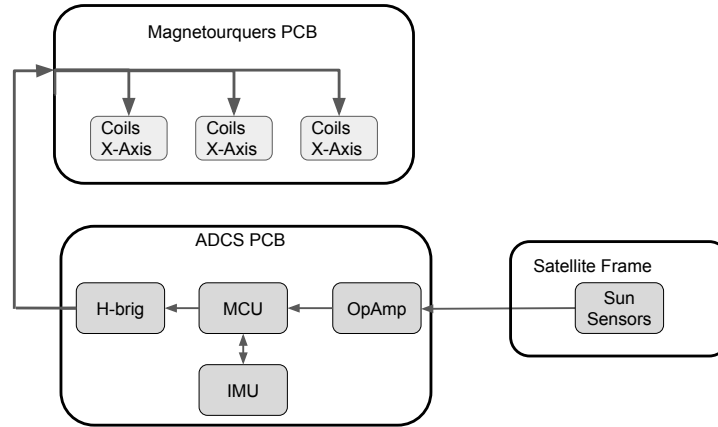 Magnetourquers PCB
Coils
X-Axis
Coils
X-Axis
Coils
X-Axis
ADCS PCB
H-brig
MCU
OpAmp
IMU
Satellite Frame
Sun
Sensors